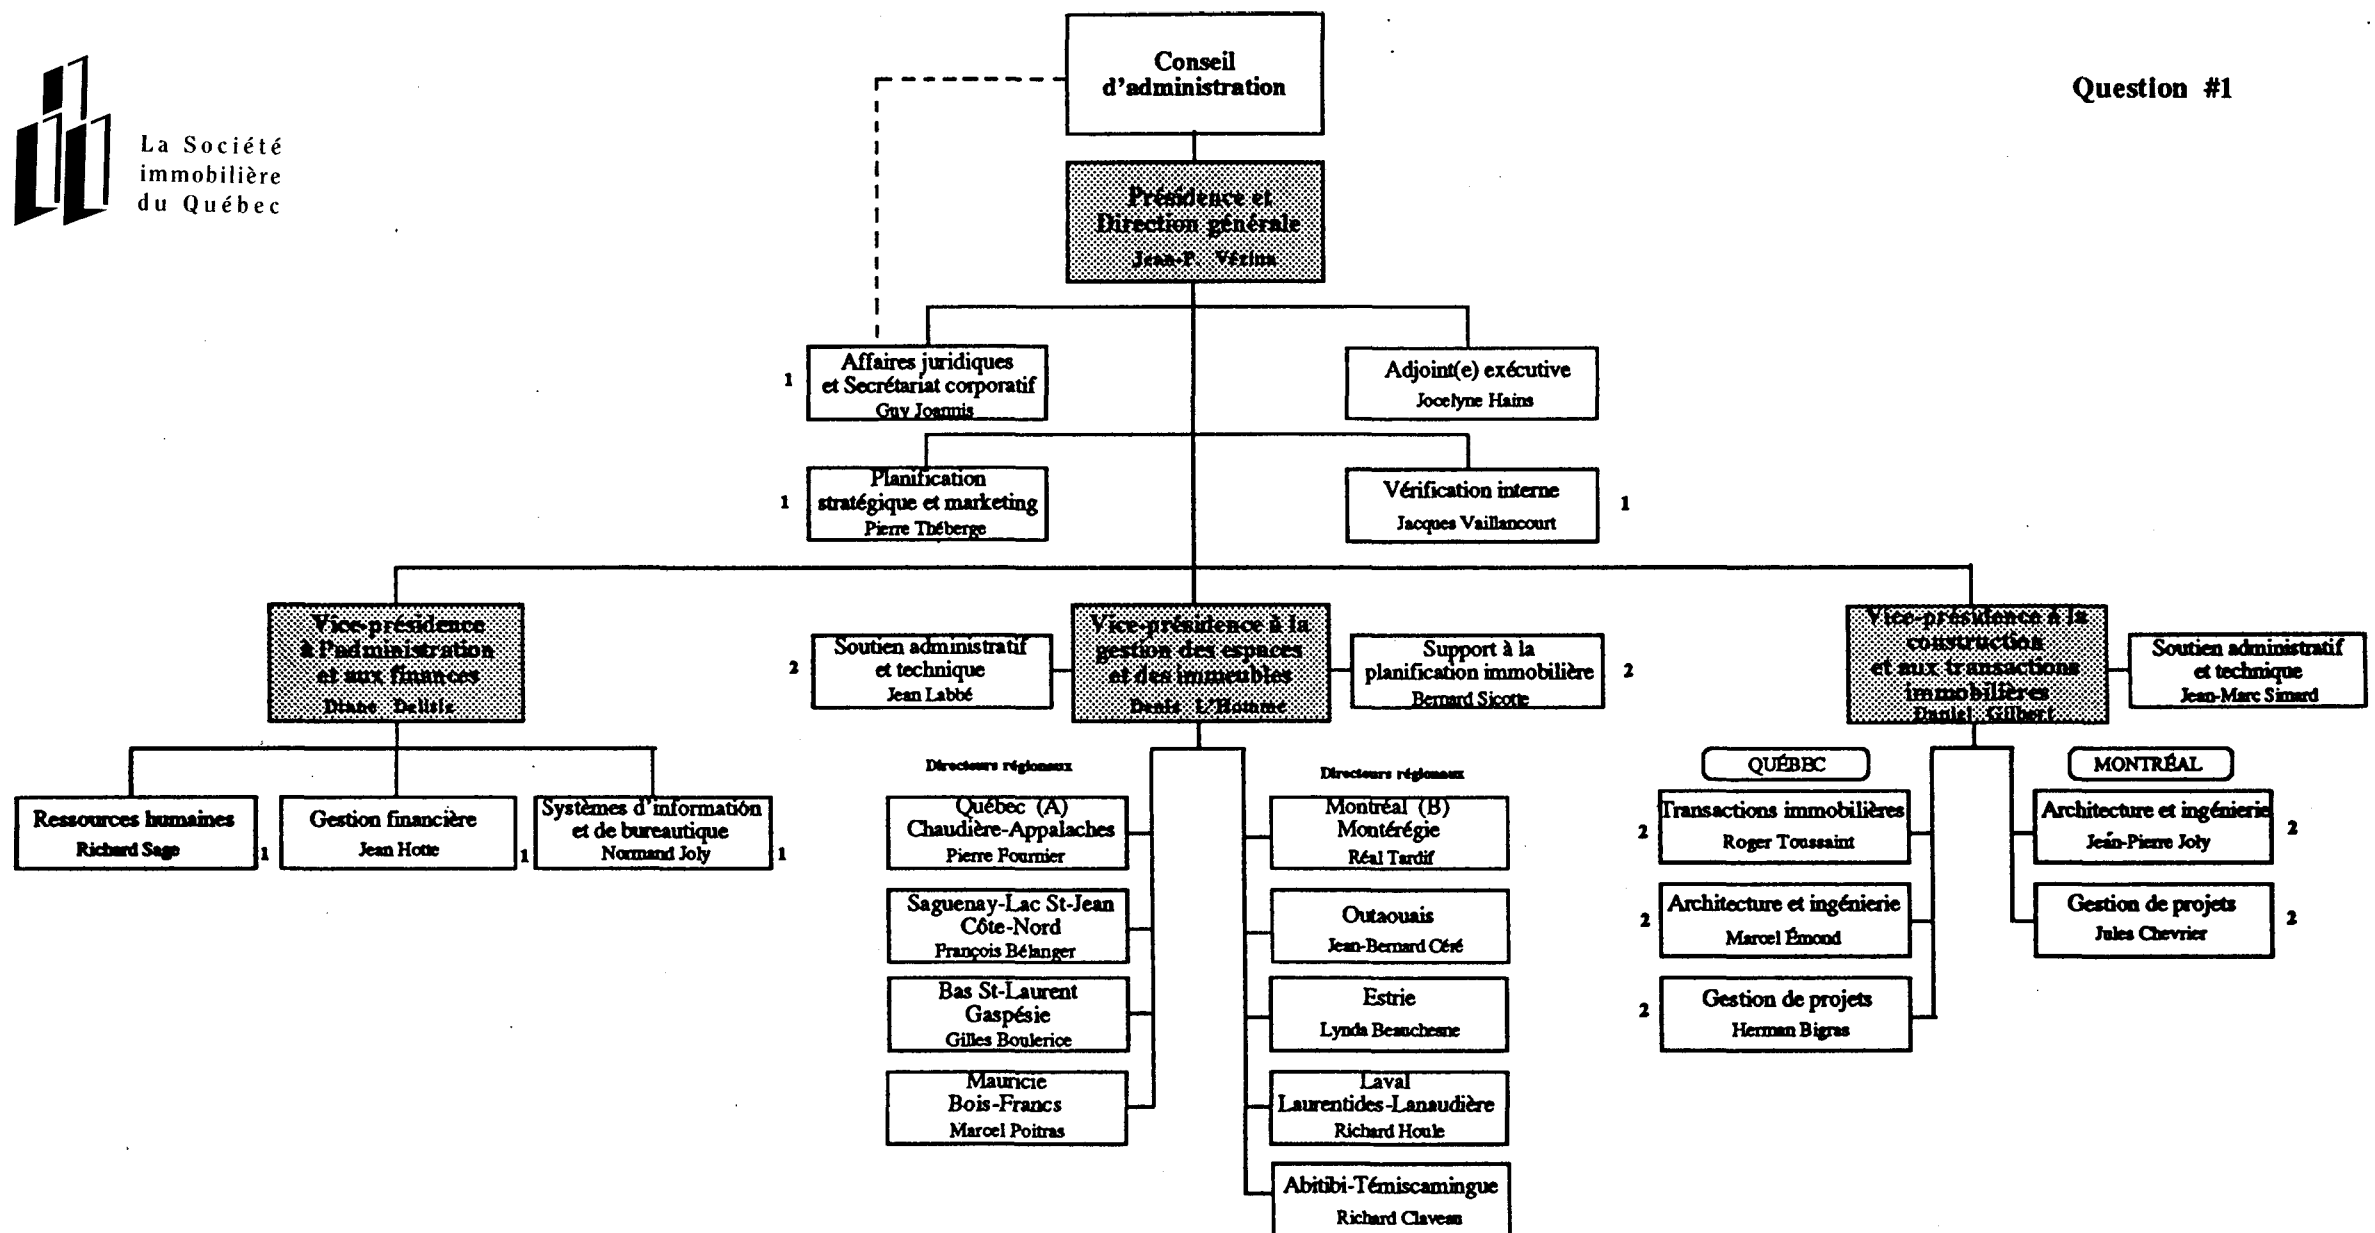 La Société
immobilière
du Québec
Question #1
Conseil
d'administration
Présidence et
Direction générale
Jean-P. Vézina
1
Affaires juridiques
et Secrétariat corporatif
Guy Joannis
Adjoint(e) exécutive
Jocelyne Hains
1
Planification
stratégique et marketing
Pierre Théberge
Vérification interne
Jacques Vaillancourt
1
Vice-présidence
à l'administration
et aux finances
Diane Delisle
2
Soutien administratif
et technique
Jean Labbé
Vice-présidence à la
gestion des espaces
et des immeubles
Denis L'Homme
Support à la
planification immobilière
Bernard Sicotte
2
Vice-présidence à la
construction
et aux transactions
immobilières
Daniel Gilbert
Soutien administratif
et technique
Jean-Marc Simard
Ressources humaines
Richard Sage
1
Gestion financière
Jean Hotte
1
Systèmes d'information
et de bureautique
Normand Joly
1
Directeurs régionaux
Québec (A)
Chaudière-Appalaches
Pierre Fournier
Saguenay-Lac St-Jean
Côte-Nord
François Bélanger
Bas St-Laurent
Gaspésie
Gilles Boulerice
Mauricie
Bois-Francs
Marcel Poitras
Directeurs régionaux
Montréal (B)
Montérégie
Réal Tardif
Outaouais
Jean-Bernard Céré
Estrie
Lynda Beauchesne
Laval
Laurentides-Lanaudière
Richard Houle
Abitibi-Témiscamingue
Richard Claveau
QUÉBEC
2
Transactions immobilières
Roger Toussaint
2
Architecture et ingénierie
Marcel Émond
2
Gestion de projets
Herman Bigras
MONTRÉAL
Architecture et ingénierie
Jean-Pierre Joly
2
Gestion de projets
Jules Chevrier
2